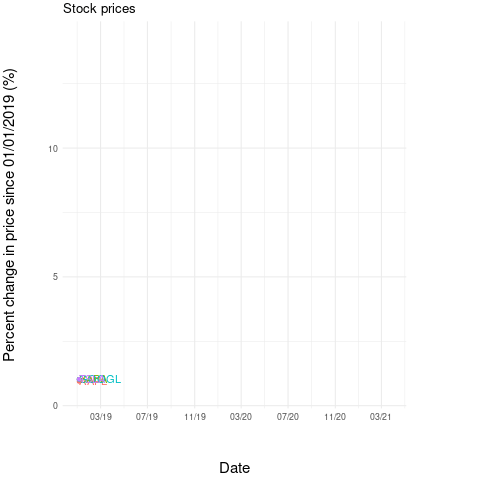 Stock prices
Percent change in price since 01/01/2019 (%)
10
5
0
03/19 07/19 11/19 03/20 07/20 11/20 03/21
Date